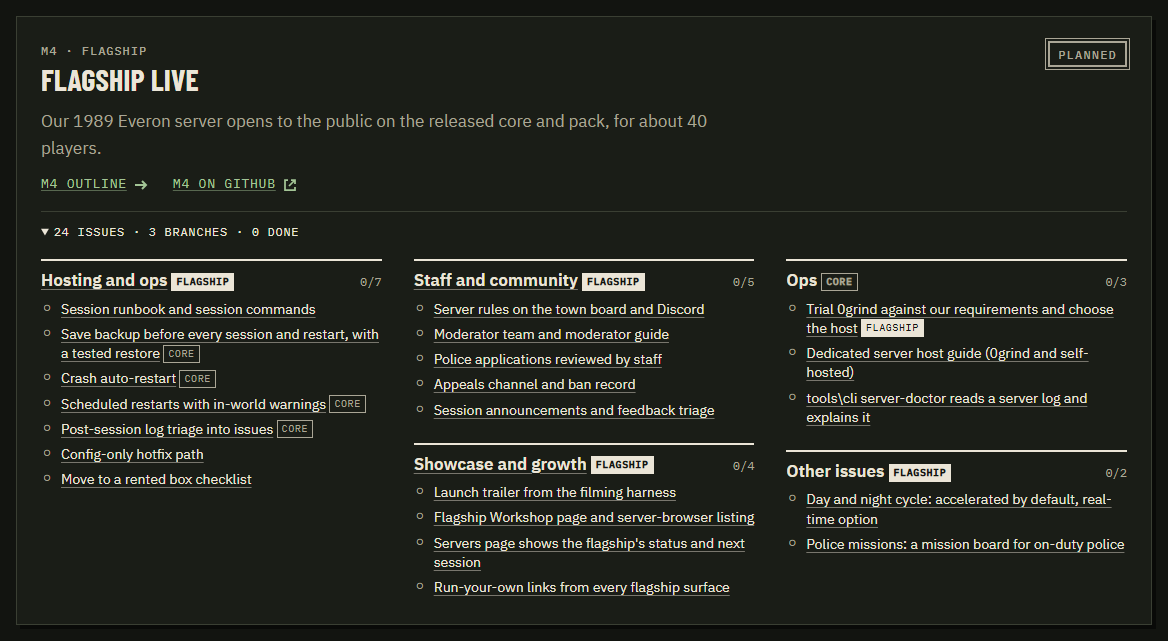 M4 · FLAGSHIP
PLANNED
FLAGSHIP LIVE
Our 1989 Everon server opens to the public on the released core and pack, for about 40
players.
M4 OUTLINE → M4 ON GITHUB
▼ 24 ISSUES · 3 BRANCHES · 0 DONE
Hosting and ops FLAGSHIP 0/7
Session runbook and session commands
Save backup before every session and restart, with
a tested restore CORE
Crash auto-restart CORE
Scheduled restarts with in-world warnings CORE
Post-session log triage into issues CORE
Config-only hotfix path
Move to a rented box checklist
Staff and community FLAGSHIP 0/5
Server rules on the town board and Discord
Moderator team and moderator guide
Police applications reviewed by staff
Appeals channel and ban record
Session announcements and feedback triage
Showcase and growth FLAGSHIP 0/4
Launch trailer from the filming harness
Flagship Workshop page and server-browser listing
Servers page shows the flagship's status and next
session
Run-your-own links from every flagship surface
Ops CORE 0/3
Trial 0grind against our requirements and choose
the host FLAGSHIP
Dedicated server host guide (0grind and self-
hosted)
tools\cli server-doctor reads a server log and
explains it
Other issues FLAGSHIP 0/2
Day and night cycle: accelerated by default, real-
time option
Police missions: a mission board for on-duty police